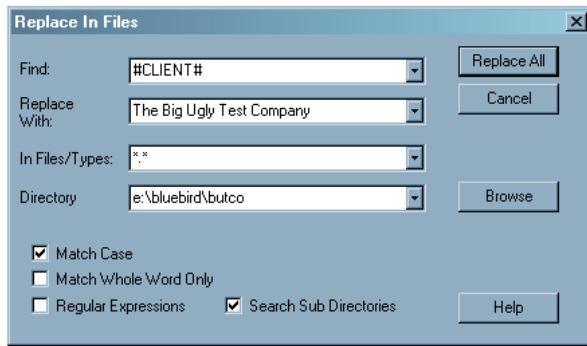 Replace In Files
Find: #CLIENT# Replace All
Replace With: The Big Ugly Test Company Cancel
In Files/Types: *.*
Directory e:\bluebird\butco Browse
Match Case
Match Whole Word Only
Regular Expressions Search Sub Directories Help